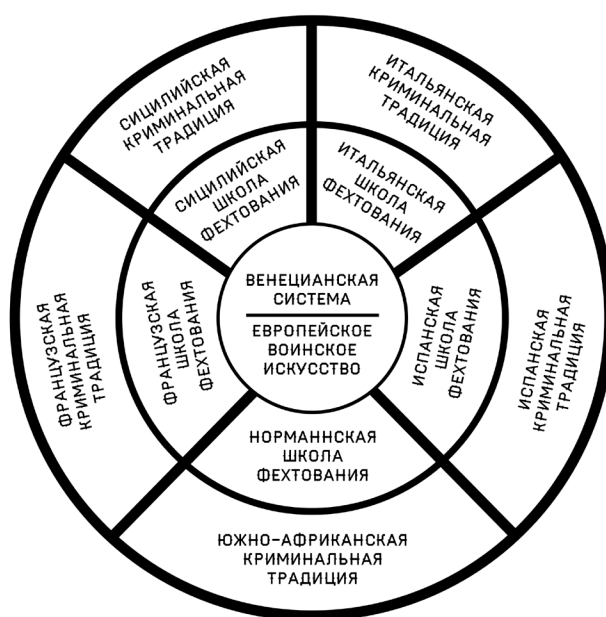 СИЦИЛИЙСКАЯ
КРИМИНАЛЬНАЯ
ТРАДИЦИЯ
ИТАЛЬЯНСКАЯ
КРИМИНАЛЬНАЯ
ТРАДИЦИЯ
СИЦИЛИЙСКАЯ
ШКОЛА
ФЕХТОВАНИЯ
ИТАЛЬЯНСКАЯ
ШКОЛА
ФЕХТОВАНИЯ
ФРАНЦУЗСКАЯ
КРИМИНАЛЬНАЯ
ТРАДИЦИЯ
ФРАНЦУЗСКАЯ
ШКОЛА
ФЕХТОВАНИЯ
ВЕНЕЦИАНСКАЯ
СИСТЕМА
ЕВРОПЕЙСКОЕ
ВОИНСКОЕ
ИСКУССТВО
ИСПАНСКАЯ
ШКОЛА
ФЕХТОВАНИЯ
ИСПАНСКАЯ
КРИМИНАЛЬНАЯ
ТРАДИЦИЯ
НОРМАННСКАЯ
ШКОЛА
ФЕХТОВАНИЯ
ЮЖНО-АФРИКАНСКАЯ
КРИМИНАЛЬНАЯ
ТРАДИЦИЯ